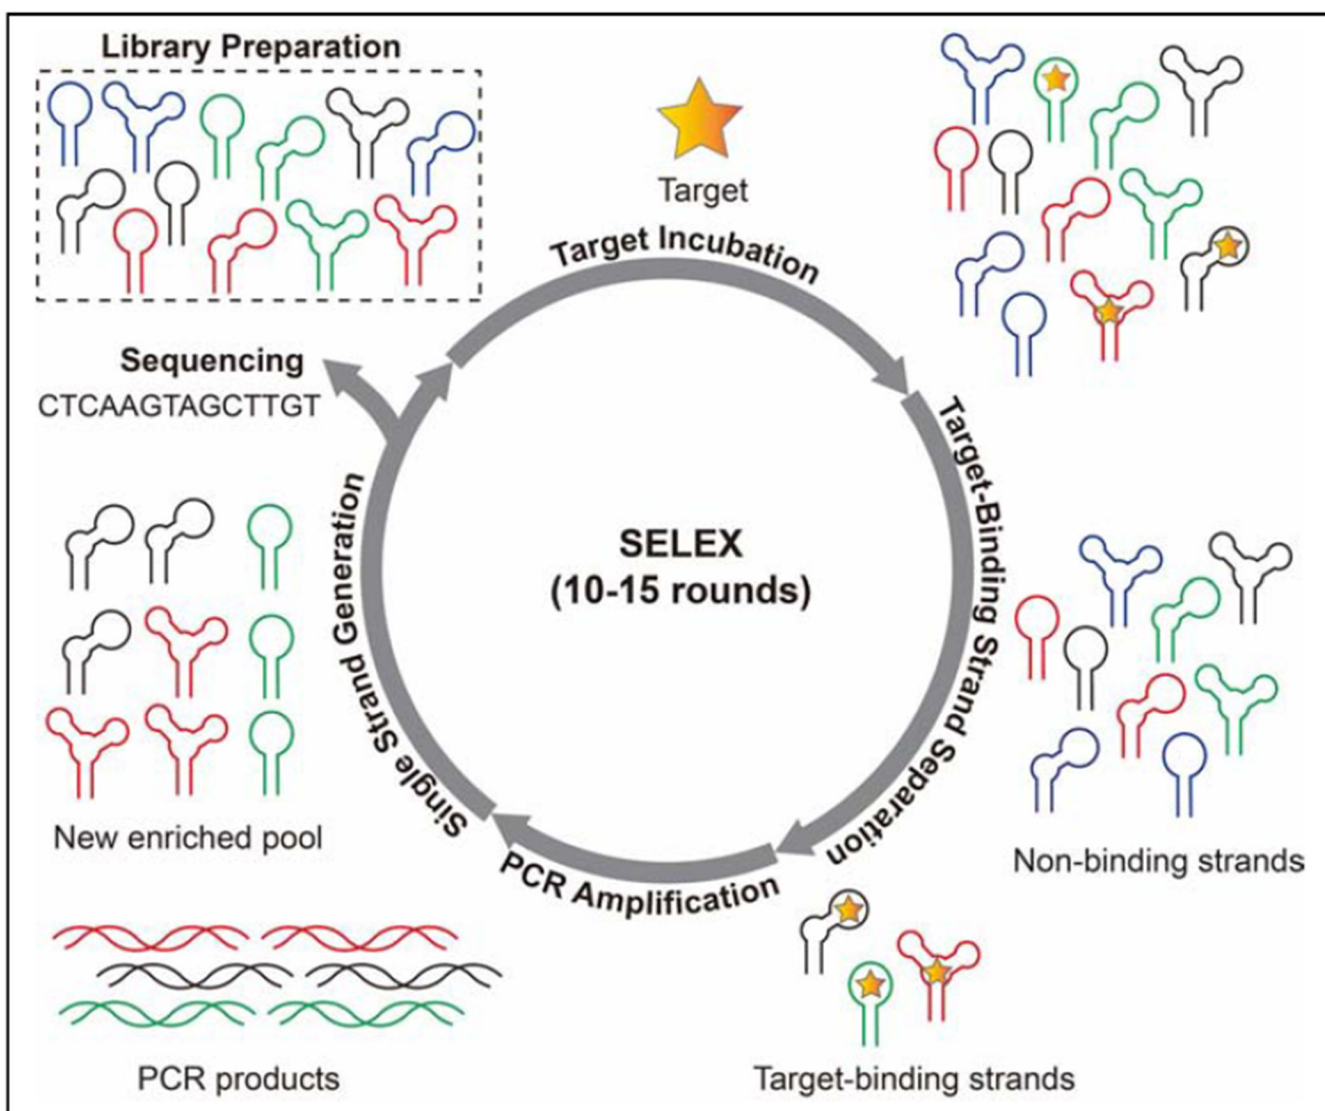 Library Preparation
Target
Target Incubation
Target-Binding Strand Separation
Non-binding strands
Target-binding strands
PCR Amplification
PCR products
Single Strand Generation
New enriched pool
Sequencing
CTCAAGTAGCTTGT
SELEX
(10-15 rounds)